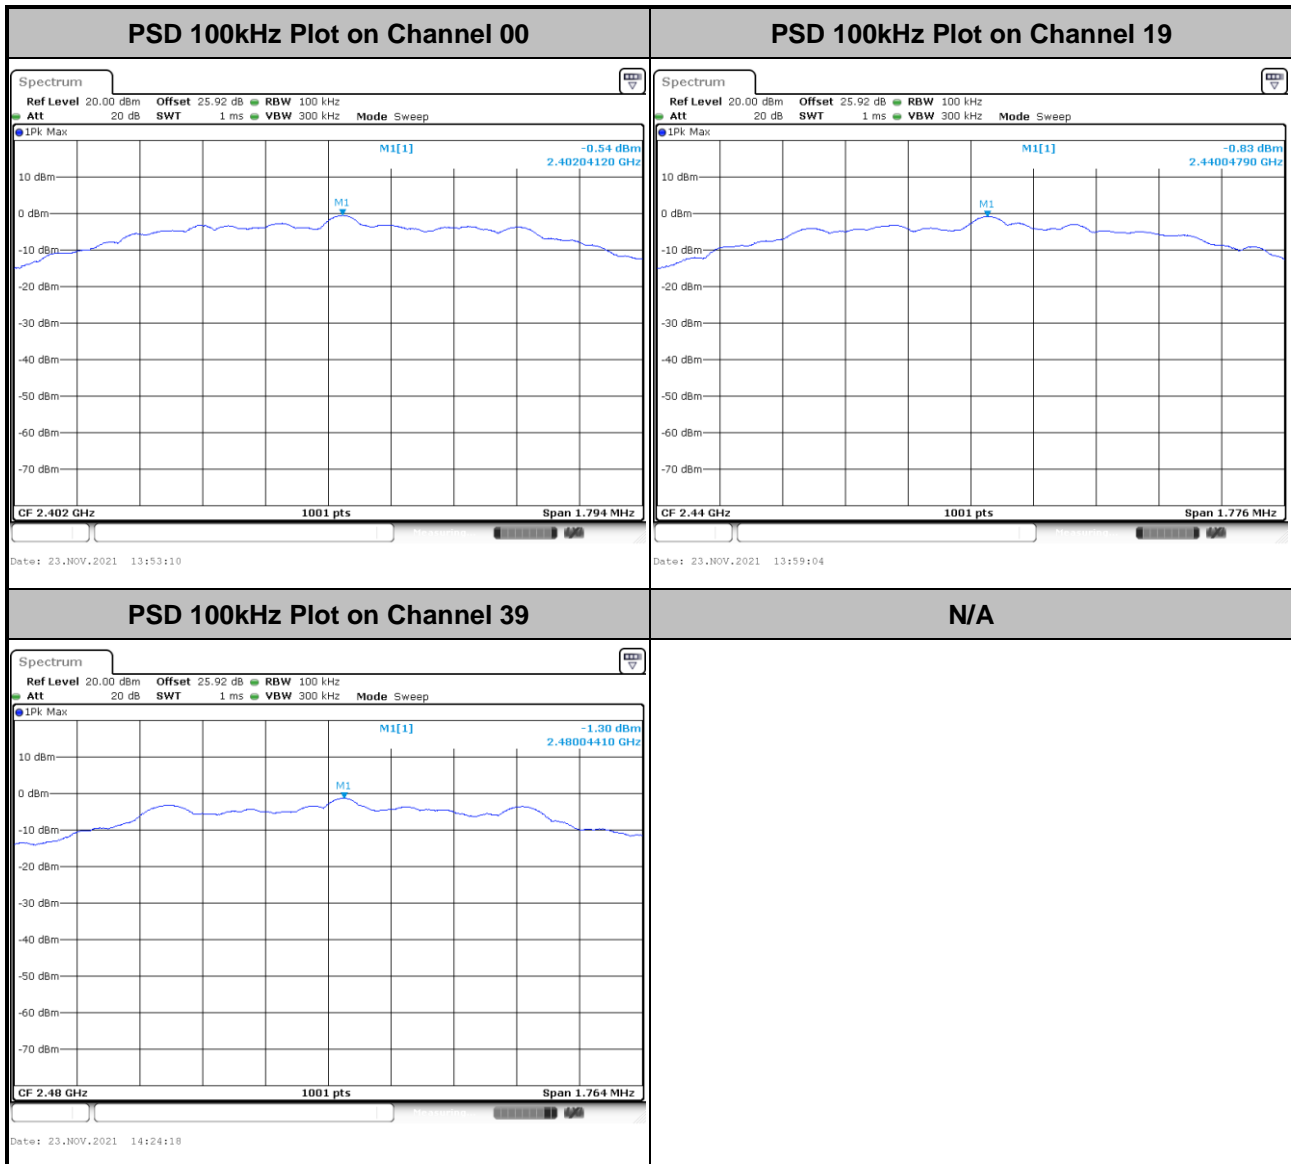 PSD 100kHz Plot on Channel 00
Spectrum
Ref Level 20.00 dBm Offset 25.92 dB RBW 100 kHz
Att 20 dB SWT 1 ms VBW 300 kHz Mode Sweep
1Pk Max
M1[1] -0.54 dBm
2.40204120 GHz
10 dBm
M1
0 dBm
-10 dBm
-20 dBm
-30 dBm
-40 dBm
-50 dBm
-60 dBm
-70 dBm
CF 2.402 GHz 1001 pts Span 1.794 MHz
Measuring...
Date: 23.NOV.2021 13:53:10
PSD 100kHz Plot on Channel 19
Spectrum
Ref Level 20.00 dBm Offset 25.92 dB RBW 100 kHz
Att 20 dB SWT 1 ms VBW 300 kHz Mode Sweep
1Pk Max
M1[1] -0.83 dBm
2.44004790 GHz
10 dBm
M1
0 dBm
-10 dBm
-20 dBm
-30 dBm
-40 dBm
-50 dBm
-60 dBm
-70 dBm
CF 2.44 GHz 1001 pts Span 1.776 MHz
Measuring...
Date: 23.NOV.2021 13:59:04
PSD 100kHz Plot on Channel 39
Spectrum
Ref Level 20.00 dBm Offset 25.92 dB RBW 100 kHz
Att 20 dB SWT 1 ms VBW 300 kHz Mode Sweep
1Pk Max
M1[1] -1.30 dBm
2.48004410 GHz
10 dBm
M1
0 dBm
-10 dBm
-20 dBm
-30 dBm
-40 dBm
-50 dBm
-60 dBm
-70 dBm
CF 2.48 GHz 1001 pts Span 1.764 MHz
Measuring...
Date: 23.NOV.2021 14:24:18
N/A